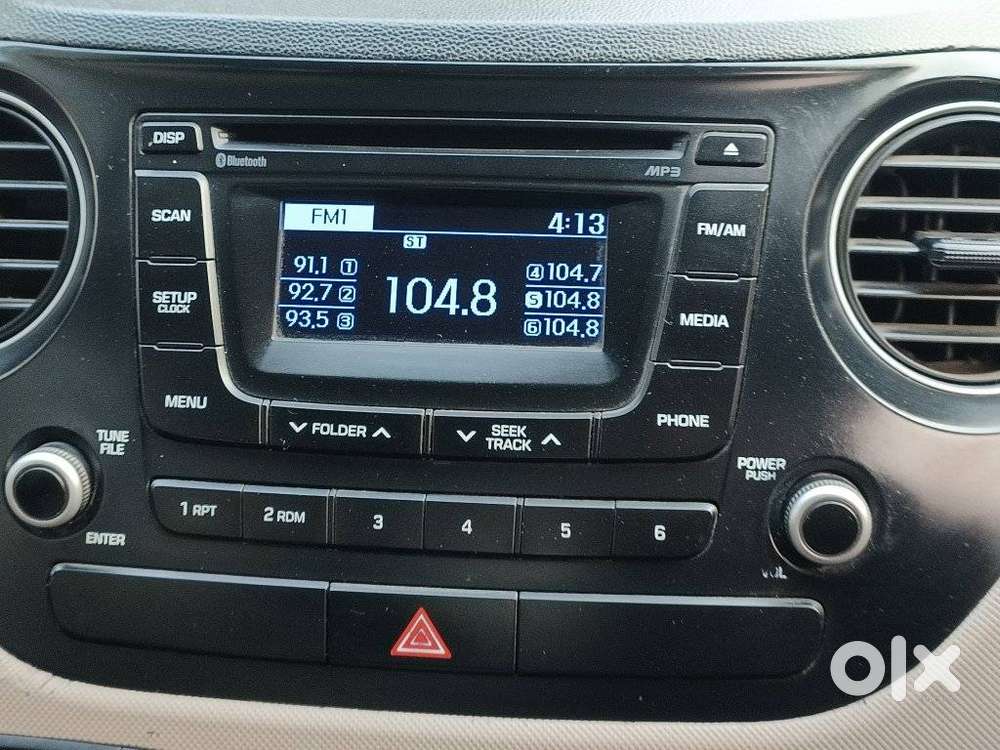 DISP
Bluetooth
MP3
SCAN
FM1 4:13
FM/AM
ST
91.1 1
92.7 2
93.5 3
104.8
4 104.7
5 104.8
6 104.8
SETUP
CLOCK
MEDIA
MENU
FOLDER
SEEK
TRACK
PHONE
TUNE
FILE
POWER
PUSH
1 RPT
2 RDM
3
4
5
6
ENTER
VOL
olx